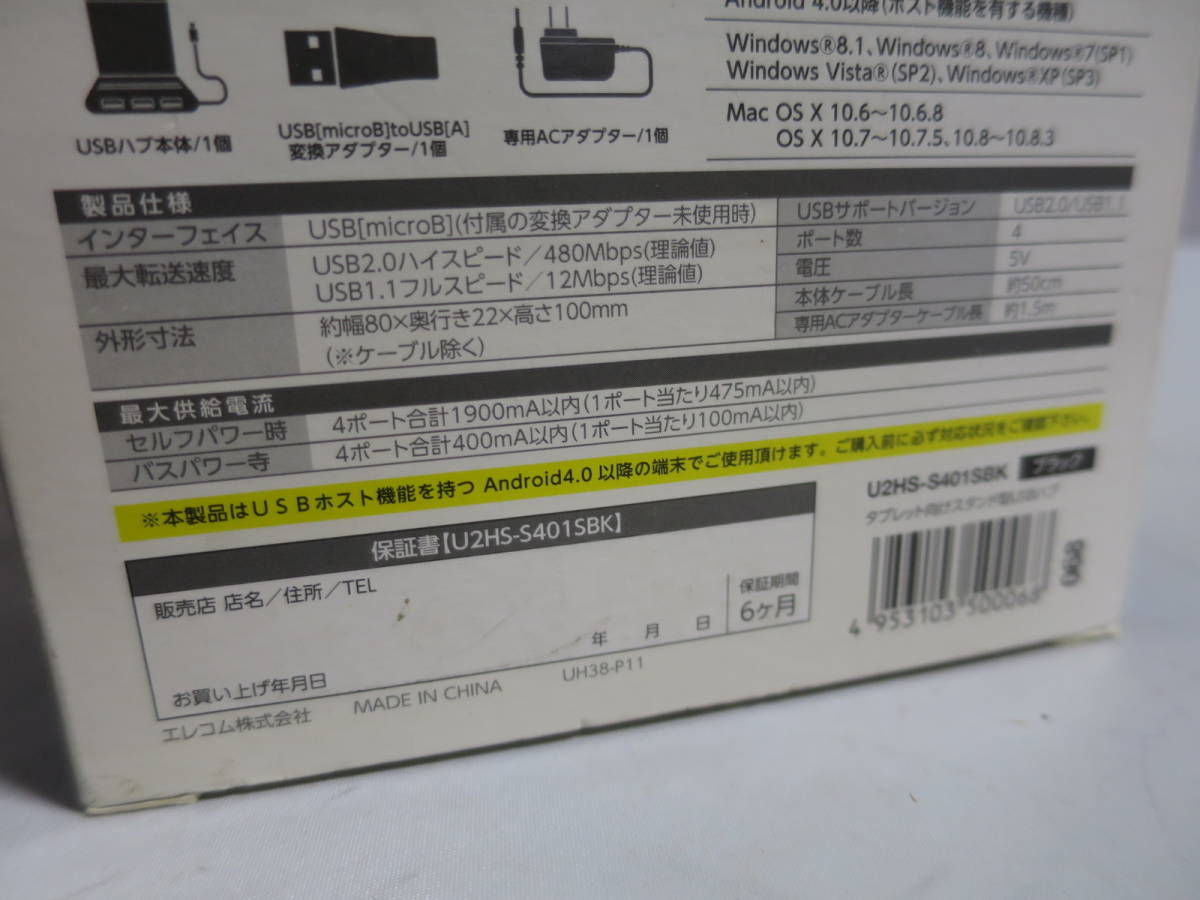 USBハブ本体/1個
USB[microB]toUSB[A]
変換アダプター/1個
専用ACアダプター/1個
Android 4.0以降(ホスト機能を有する機種)
Windows®8.1、Windows®8、Windows®7(SP1)
Windows Vista®(SP2)、Windows®XP(SP3)
Mac OS X 10.6～10.6.8
OS X 10.7～10.7.5、10.8～10.8.3
製品仕様
インターフェイス USB[microB](付属の変換アダプター未使用時)
最大転送速度 USB2.0ハイスピード／480Mbps(理論値)
USB1.1フルスピード／12Mbps(理論値)
外形寸法 約幅80×奥行き22×高さ100mm
(※ケーブル除く)
USBサポートバージョン USB2.0/USB1.1
ポート数 4
電圧 5V
本体ケーブル長 約50cm
専用ACアダプターケーブル長 約1.5m
最大供給電流
セルフパワー時 4ポート合計1900mA以内(1ポート当たり475mA以内)
バスパワー寺 4ポート合計400mA以内(1ポート当たり100mA以内)
※本製品はＵＳＢホスト機能を持つ Android4.0 以降の端末でご使用頂けます。ご購入前に必ず対応状況をご確認下さい。
保証書【U2HS-S401SBK】
販売店 店名／住所／TEL
お買い上げ年月日 年 月 日
保証期間
6ヶ月
エレコム株式会社 MADE IN CHINA UH38-P11
U2HS-S401SBK ブラック
タブレット向けスタンド型USBハブ
4 953103 500068
068